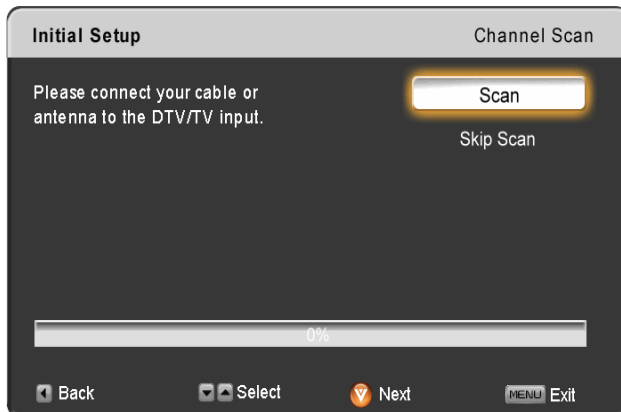 Initial Setup
Channel Scan
Please connect your cable or
antenna to the DTV/TV input.
Scan
Skip Scan
0%
Back
Select
V Next
MENU Exit